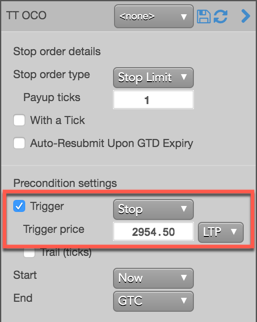 TT OCO <none>
Stop order details
Stop order type Stop Limit
Payup ticks 1
With a Tick
Auto-Resubmit Upon GTD Expiry
Precondition settings
Trigger Stop
Trigger price 2954.50 LTP
Trail (ticks)
Start Now
End GTC